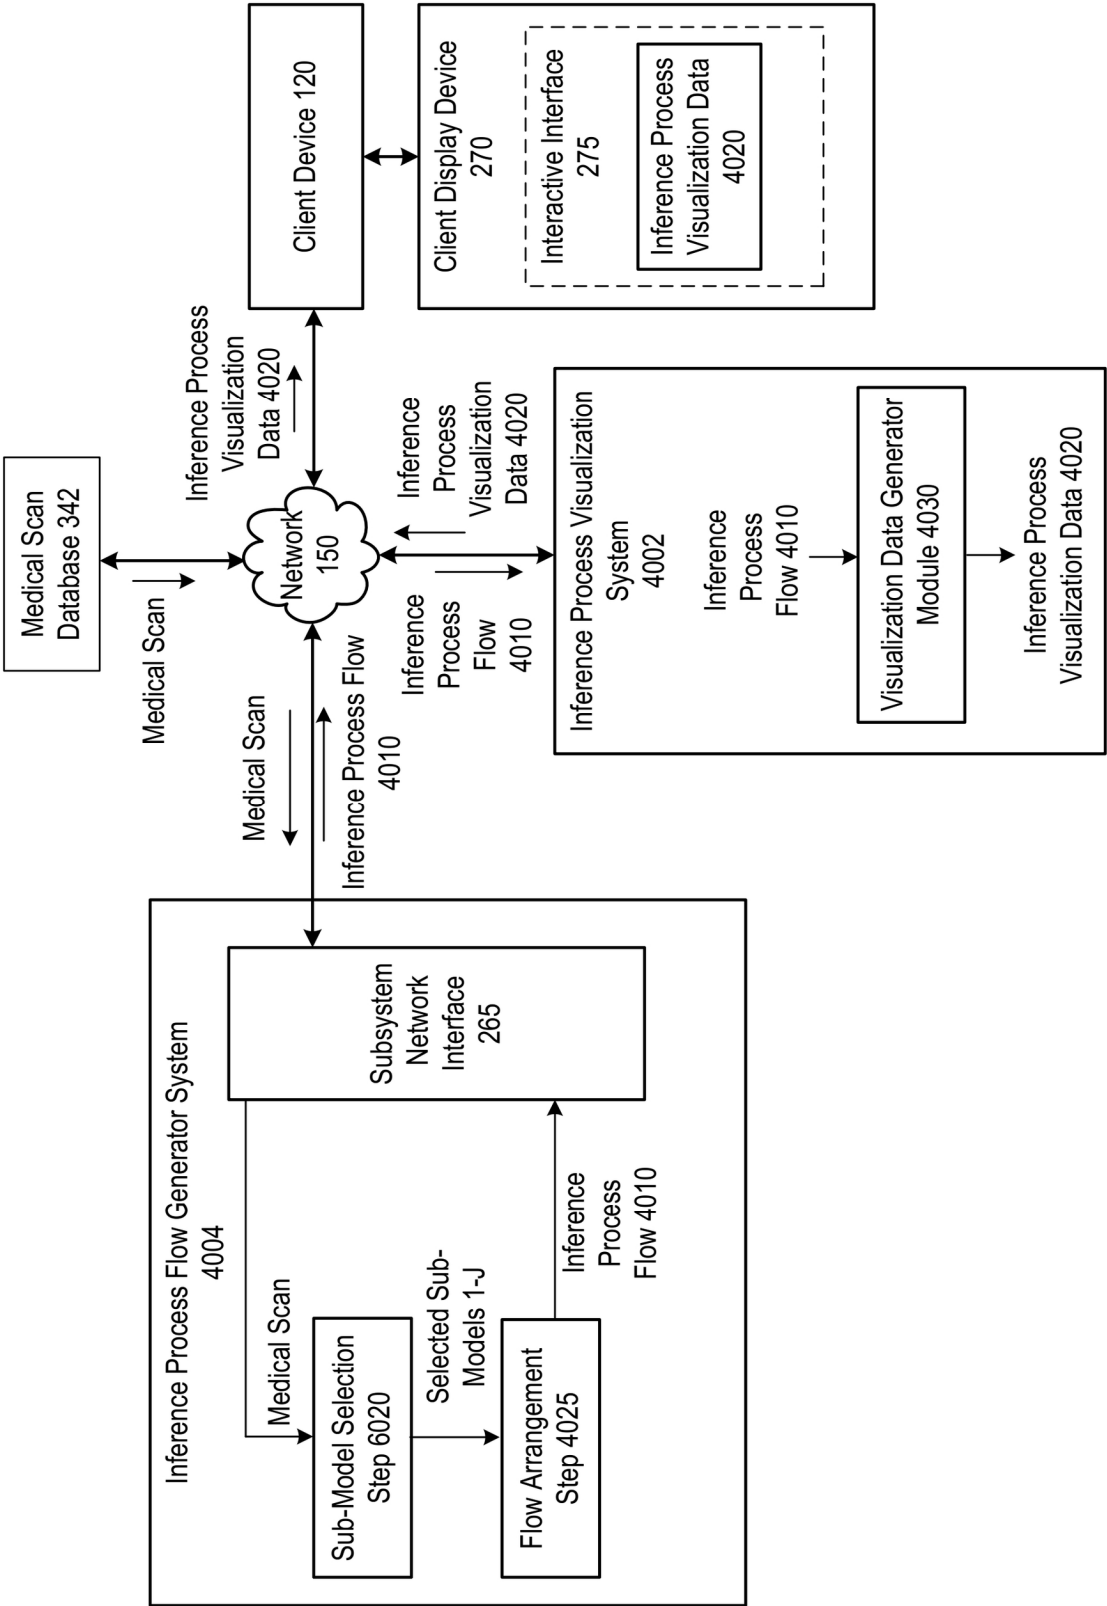 Medical Scan
Database 342
Medical Scan
Inference Process
Visualization
Data 4020
Client Device 120
Network
150
Medical Scan
Inference Process Flow
4010
Inference
Process
Flow
4010
Inference
Process
Visualization
Data 4020
Client Display Device
270
Interactive Interface
275
Inference Process
Visualization Data
4020
Inference Process Flow Generator System
4004
Subsystem
Network
Interface
265
Medical Scan
Sub-Model Selection
Step 6020
Selected Sub-
Models 1-J
Flow Arrangement
Step 4025
Inference
Process
Flow 4010
Inference Process Visualization
System
4002
Inference
Process
Flow 4010
Visualization Data Generator
Module 4030
Inference Process
Visualization Data 4020